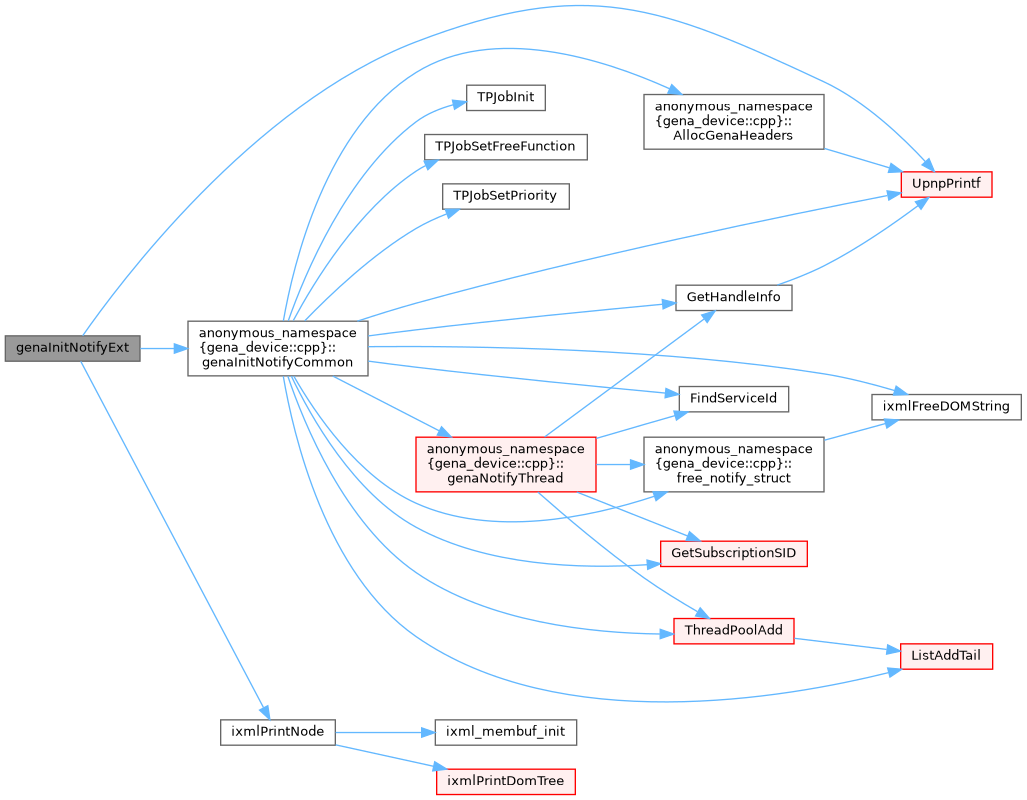 genaInitNotifyExt
anonymous_namespace
{gena_device::cpp}::
genaInitNotifyCommon
TPJobInit
TPJobSetFreeFunction
TPJobSetPriority
anonymous_namespace
{gena_device::cpp}::
genaNotifyThread
anonymous_namespace
{gena_device::cpp}::
AllocGenaHeaders
UpnpPrintf
GetHandleInfo
FindServiceId
ixmlFreeDOMString
anonymous_namespace
{gena_device::cpp}::
free_notify_struct
GetSubscriptionSID
ThreadPoolAdd
ListAddTail
ixmlPrintNode
ixml_membuf_init
ixmlPrintDomTree